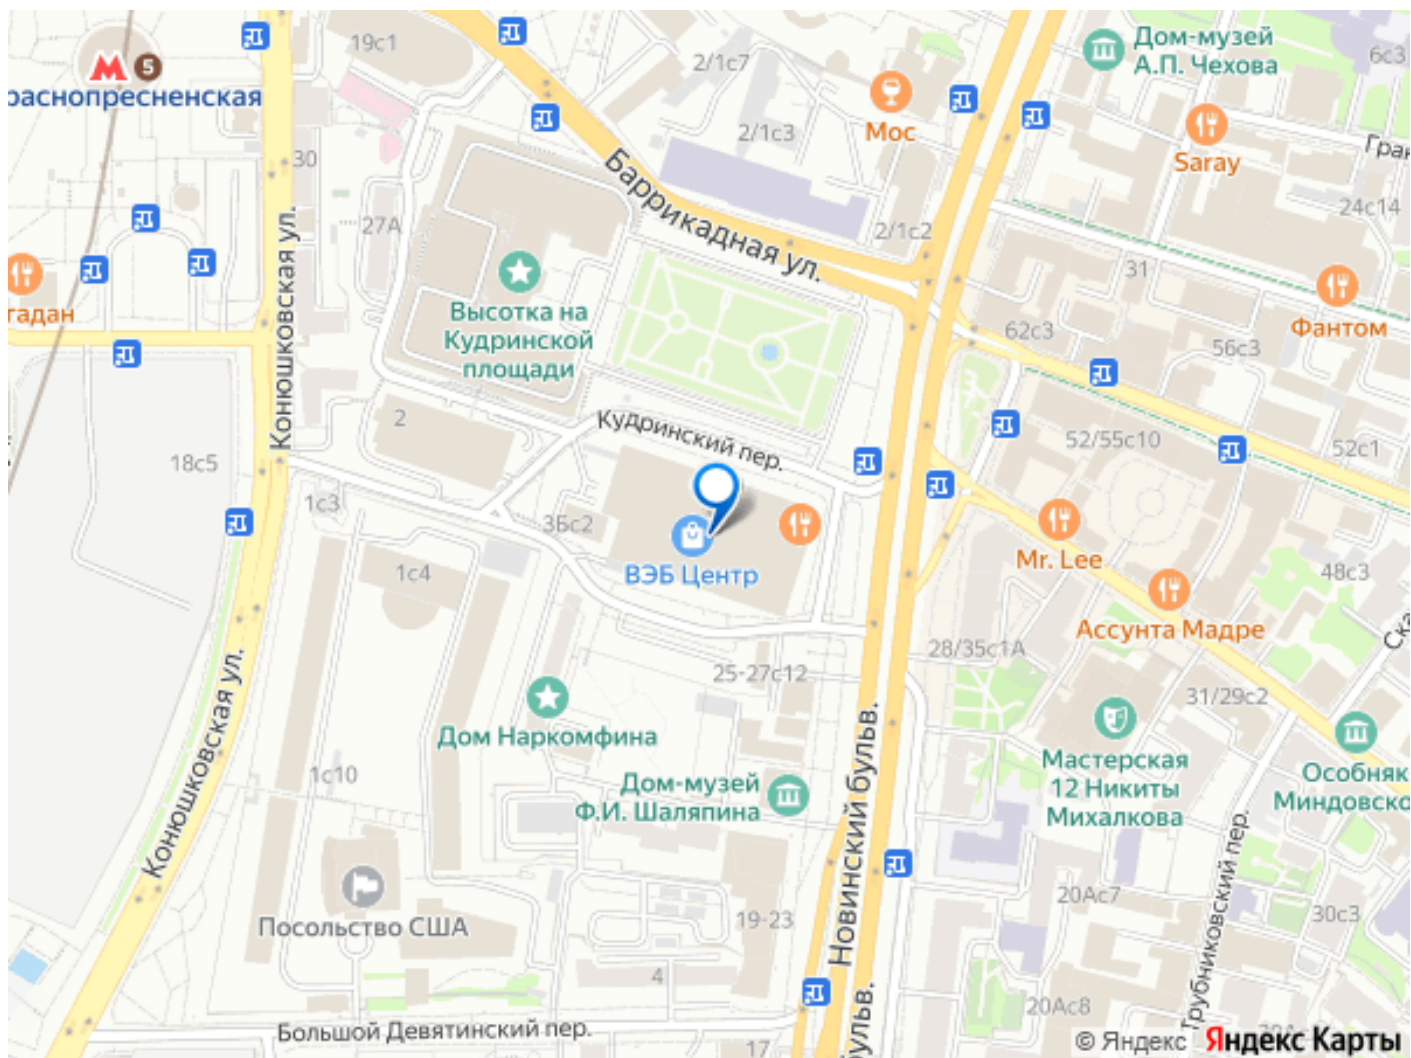 19с1
2/1с7
Дом-музей
А.П. Чехова
6с3
5
раснопресненская
Мос
2/1с3
Saray
30
Баррикадная ул.
24с14
27А
2/1с2
31
Конюшковская ул.
Высотка на
Кудринской
площади
гадан
62с3
56с3
Фантом
2
Кудринский пер.
52/55с10
52с1
18с5
1с3
3Бс2
ВЭБ Центр
Mr. Lee
1с4
48с3
Ассунта Мадре
28/35с1А
25-27с12
31/29с2
Дом Наркомфина
Конюшковская ул.
Новинский бульв.
Мастерская
12 Никиты
Михалкова
Особняк
Миндовско
1с10
Дом-музей
Ф.И. Шаляпина
Трубниковский пер.
20Ас7
30с3
Посольство США
19-23
4
20Ас8
Большой Девятинский пер.
17
бульв.
© Яндекс Яндекс Карты